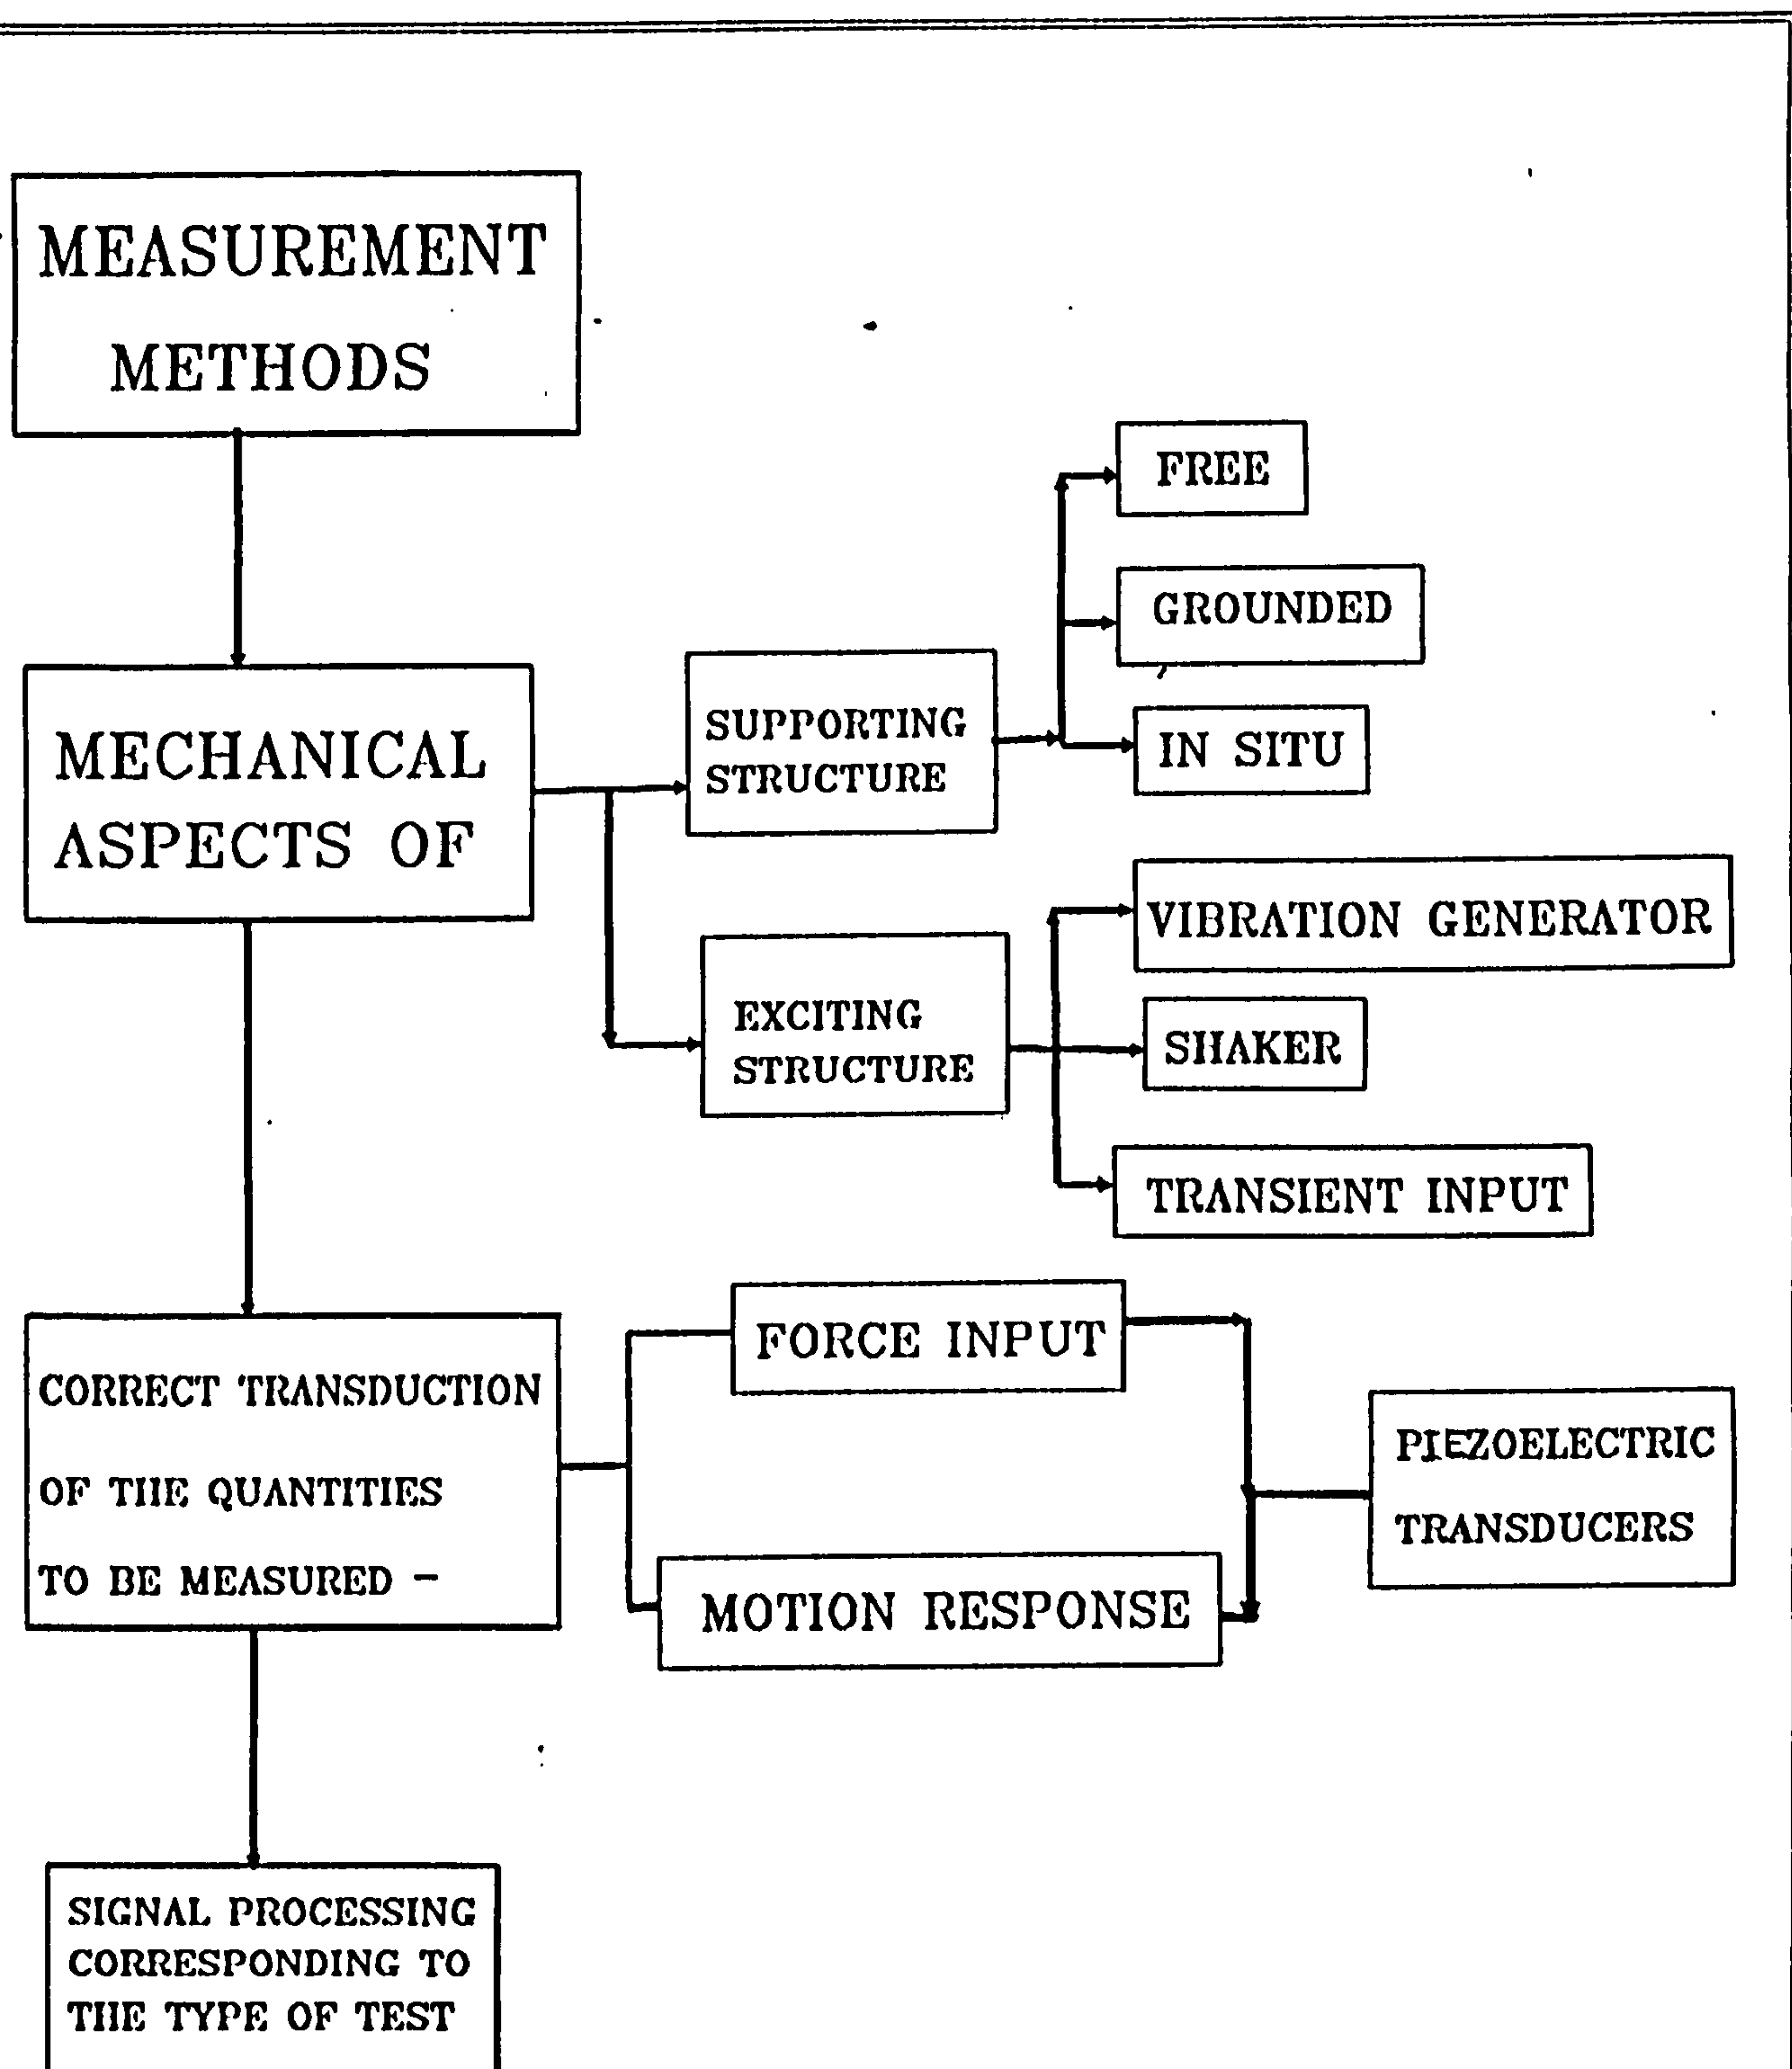 MEASUREMENT
METHODS
MECHANICAL
ASPECTS OF
SUPPORTING
STRUCTURE
FREE
GROUNDED
IN SITU
EXCITING
STRUCTURE
VIBRATION GENERATOR
SHAKER
TRANSIENT INPUT
CORRECT TRANSDUCTION
OF THE QUANTITIES
TO BE MEASURED -
FORCE INPUT
MOTION RESPONSE
PIEZOELECTRIC
TRANSDUCERS
SIGNAL PROCESSING
CORRESPONDING TO
THE TYPE OF TEST